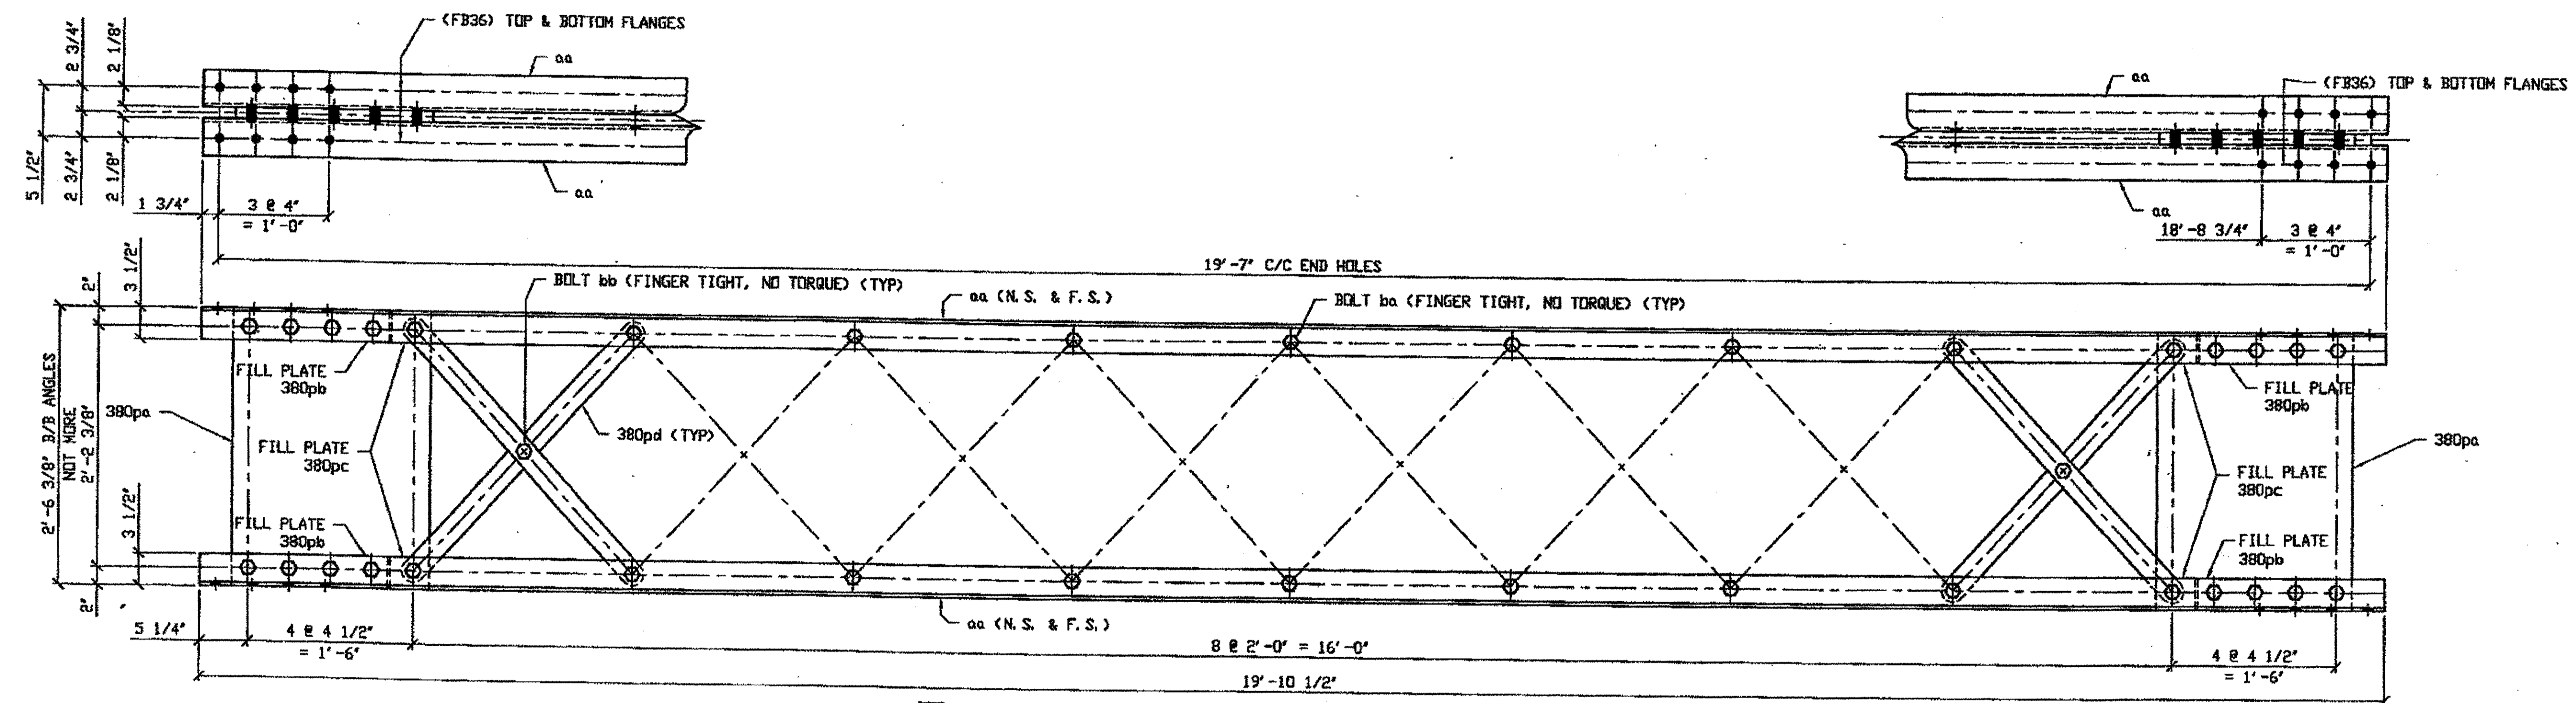 (FB36) TOP & BOTTOM FLANGES
aa
2 3/4"
2 1/8"
5 1/2"
2 3/4"
2 1/8"
aa
1 3/4"
3 @ 4"
= 1'-0"
aa
(FB36) TOP & BOTTOM FLANGES
aa
18'-8 3/4"
3 @ 4"
= 1'-0"
19'-7" C/C END HOLES
BOLT bb (FINGER TIGHT, NO TORQUE) (TYP)
aa (N.S. & F.S.)
BOLT ba (FINGER TIGHT, NO TORQUE) (TYP)
2"
3 1/2"
2'-6 3/8" B/B ANGLES
NOT MORE
2'-2 3/8"
3 1/2"
2"
FILL PLATE
380pb
380pa
FILL PLATE
380pc
380pd (TYP)
FILL PLATE
380pb
FILL PLATE
380pb
380pa
FILL PLATE
380pc
FILL PLATE
380pb
aa (N.S. & F.S.)
5 1/4"
4 @ 4 1/2"
= 1'-6"
8 @ 2'-0" = 16'-0"
4 @ 4 1/2"
= 1'-6"
19'-10 1/2"